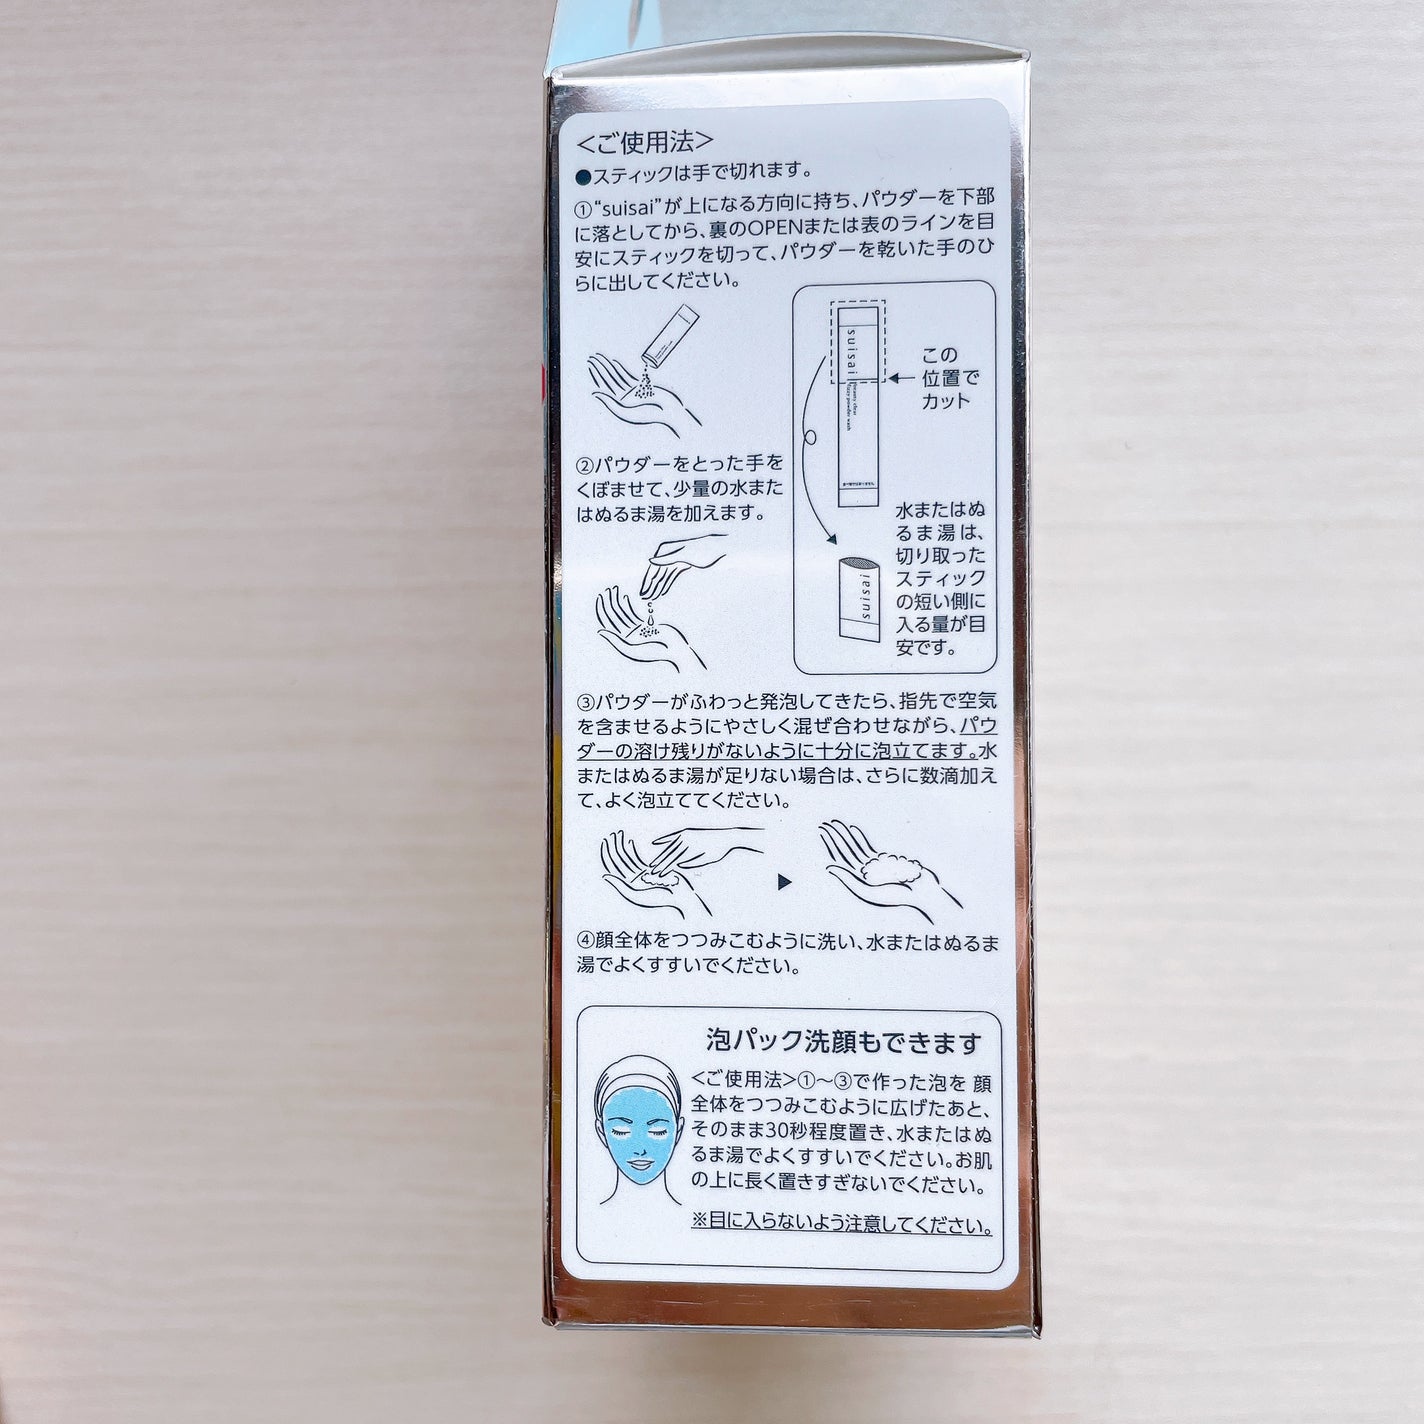 ＜ご使用法＞
●スティックは手で切れます。
①“suisai”が上になる方向に持ち、パウダーを下部
に落としてから、裏のOPENまたは表のラインを目
安にスティックを切って、パウダーを乾いた手のひ
らに出してください。
suisai
beauty clear
fizzy powder wash
この
位置で
カット
②パウダーをとった手を
くぼませて、少量の水また
はぬるま湯を加えます。
水またはぬ
るま湯は、
切り取った
スティック
の短い側に
入る量が目
安です。
suisai
③パウダーがふわっと発泡してきたら、指先で空気
を含ませるようにやさしく混ぜ合わせながら、パウ
ダーの溶け残りがないように十分に泡立てます。水
またはぬるま湯が足りない場合は、さらに数滴加え
て、よく泡立ててください。
④顔全体をつつみこむように洗い、水またはぬるま
湯でよくすすいでください。
泡パック洗顔もできます
＜ご使用法＞①～③で作った泡を 顔
全体をつつみこむように広げたあと、
そのまま30秒程度置き、水またはぬ
るま湯でよくすすいでください。お肌
の上に長く置きすぎないでください。
※目に入らないよう注意してください。